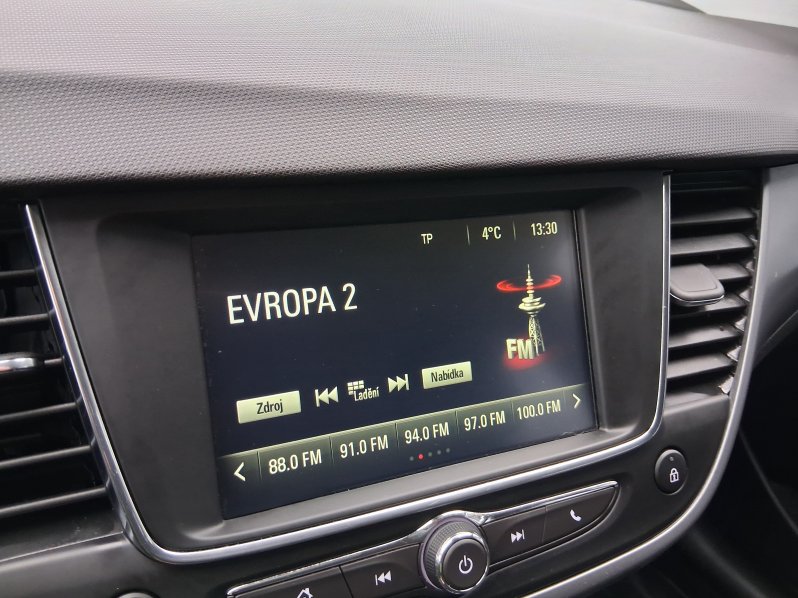 TP 4°C 13:30
EVROPA 2
FM
Zdroj Ladění Nabídka
88.0 FM 91.0 FM 94.0 FM 97.0 FM 100.0 FM